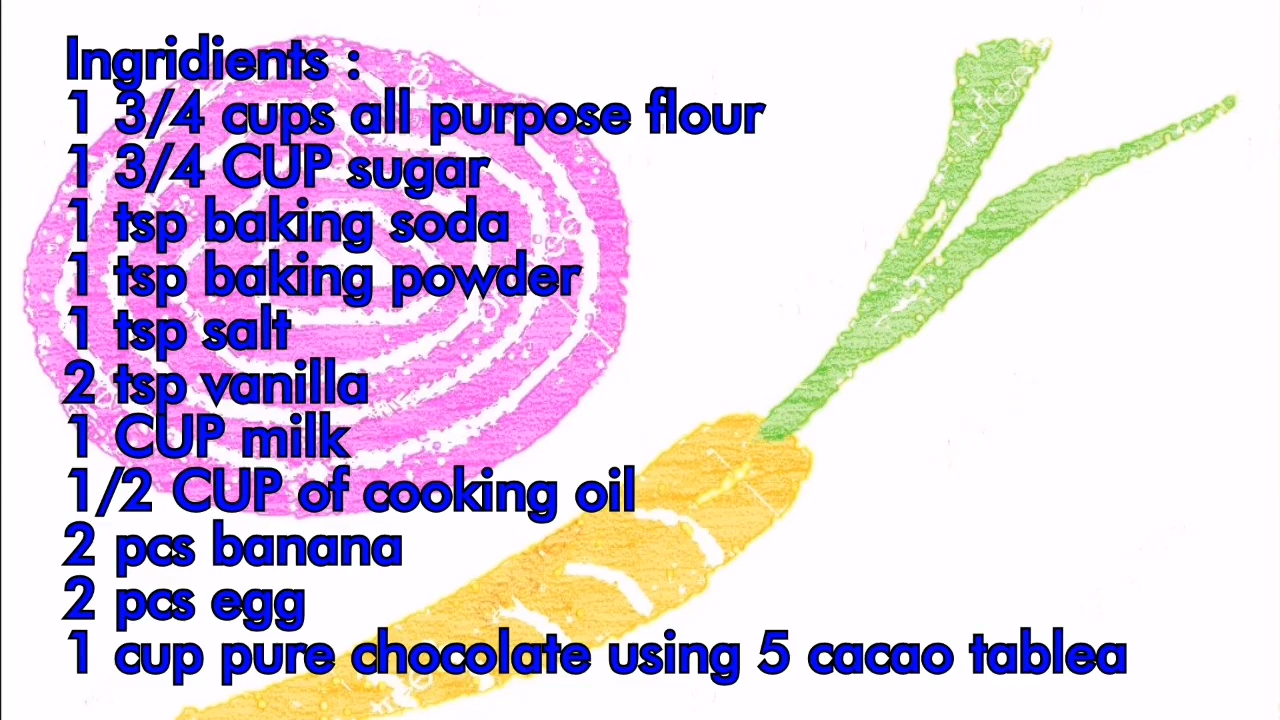 Ingridients :
1 3/4 cups all purpose flour
1 3/4 CUP sugar
1 tsp baking soda
1 tsp baking powder
1 tsp salt
2 tsp vanilla
1 CUP milk
1/2 CUP of cooking oil
2 pcs banana
2 pcs egg
1 cup pure chocolate using 5 cacao tablea